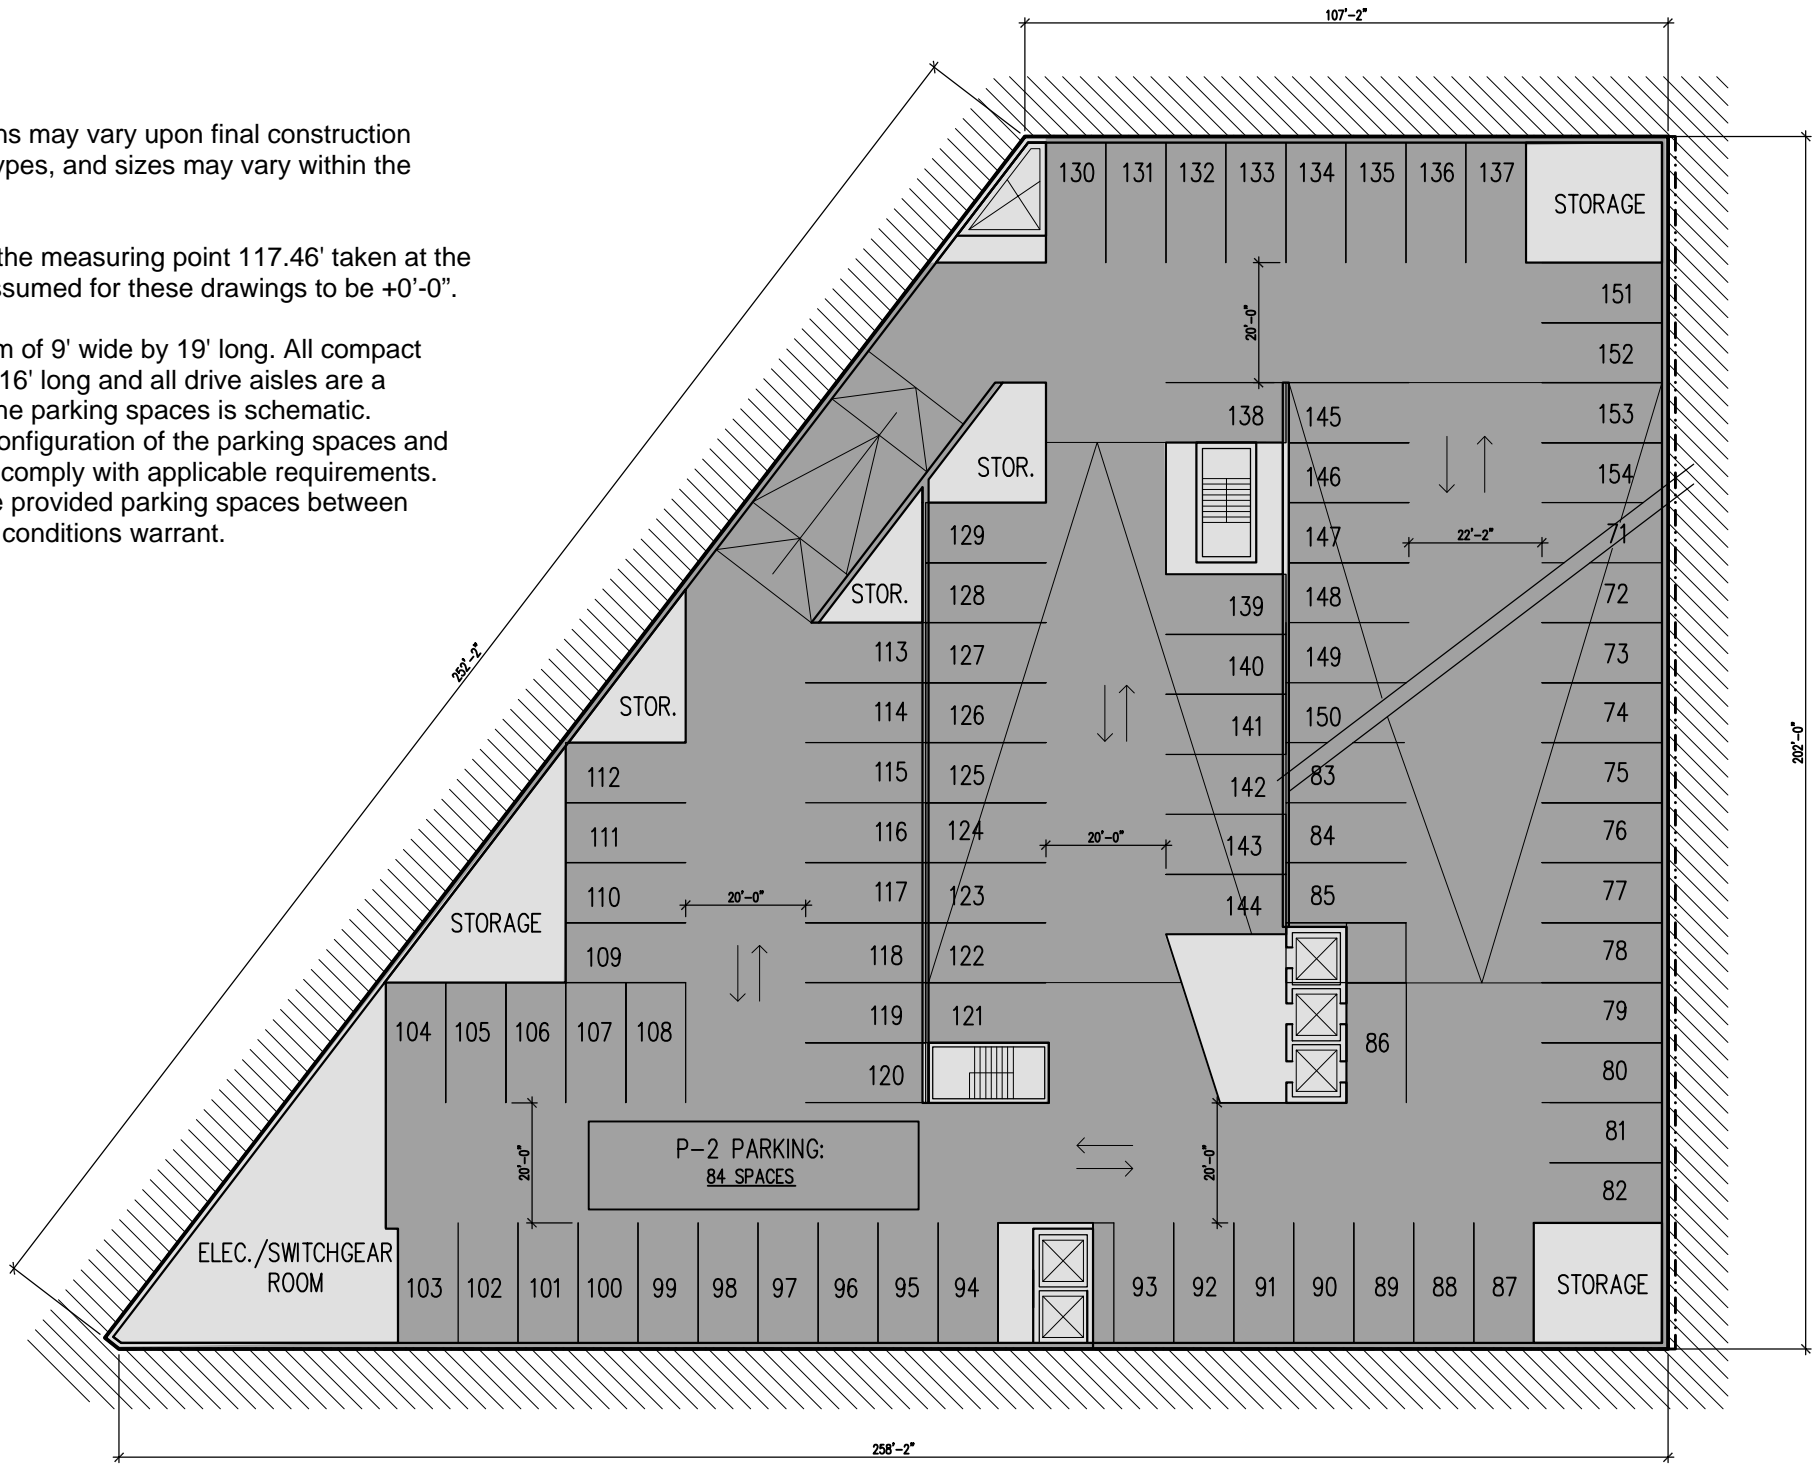 107'-2"
ns may vary upon final construction
ypes, and sizes may vary within the
the measuring point 117.46' taken at the
ssumed for these drawings to be +0'-0”.
m of 9' wide by 19' long. All compact
16' long and all drive aisles are a
ne parking spaces is schematic.
onfiguration of the parking spaces and
comply with applicable requirements.
e provided parking spaces between
conditions warrant.
130 131 132 133 134 135 136 137
STORAGE
151
20'-0"
152
138 145 153
STOR.
146 154
129 147 22'-2" 71
STOR. 128 139 148 72
113 127 140 149 73
252'-2"
STOR. 114 126 141 150 74
202'-0"
112 115 125 142 83 75
111 116 124 20'-0" 143 84 76
110 20'-0" 117 123 144 85 77
STORAGE
109 118 122 78
104 105 106 107 108 119 121 86 79
120 80
20'-0" P-2 PARKING: 20'-0" 81
84 SPACES
82
ELEC./SWITCHGEAR
ROOM
103 102 101 100 99 98 97 96 95 94 93 92 91 90 89 88 87 STORAGE
258'-2"